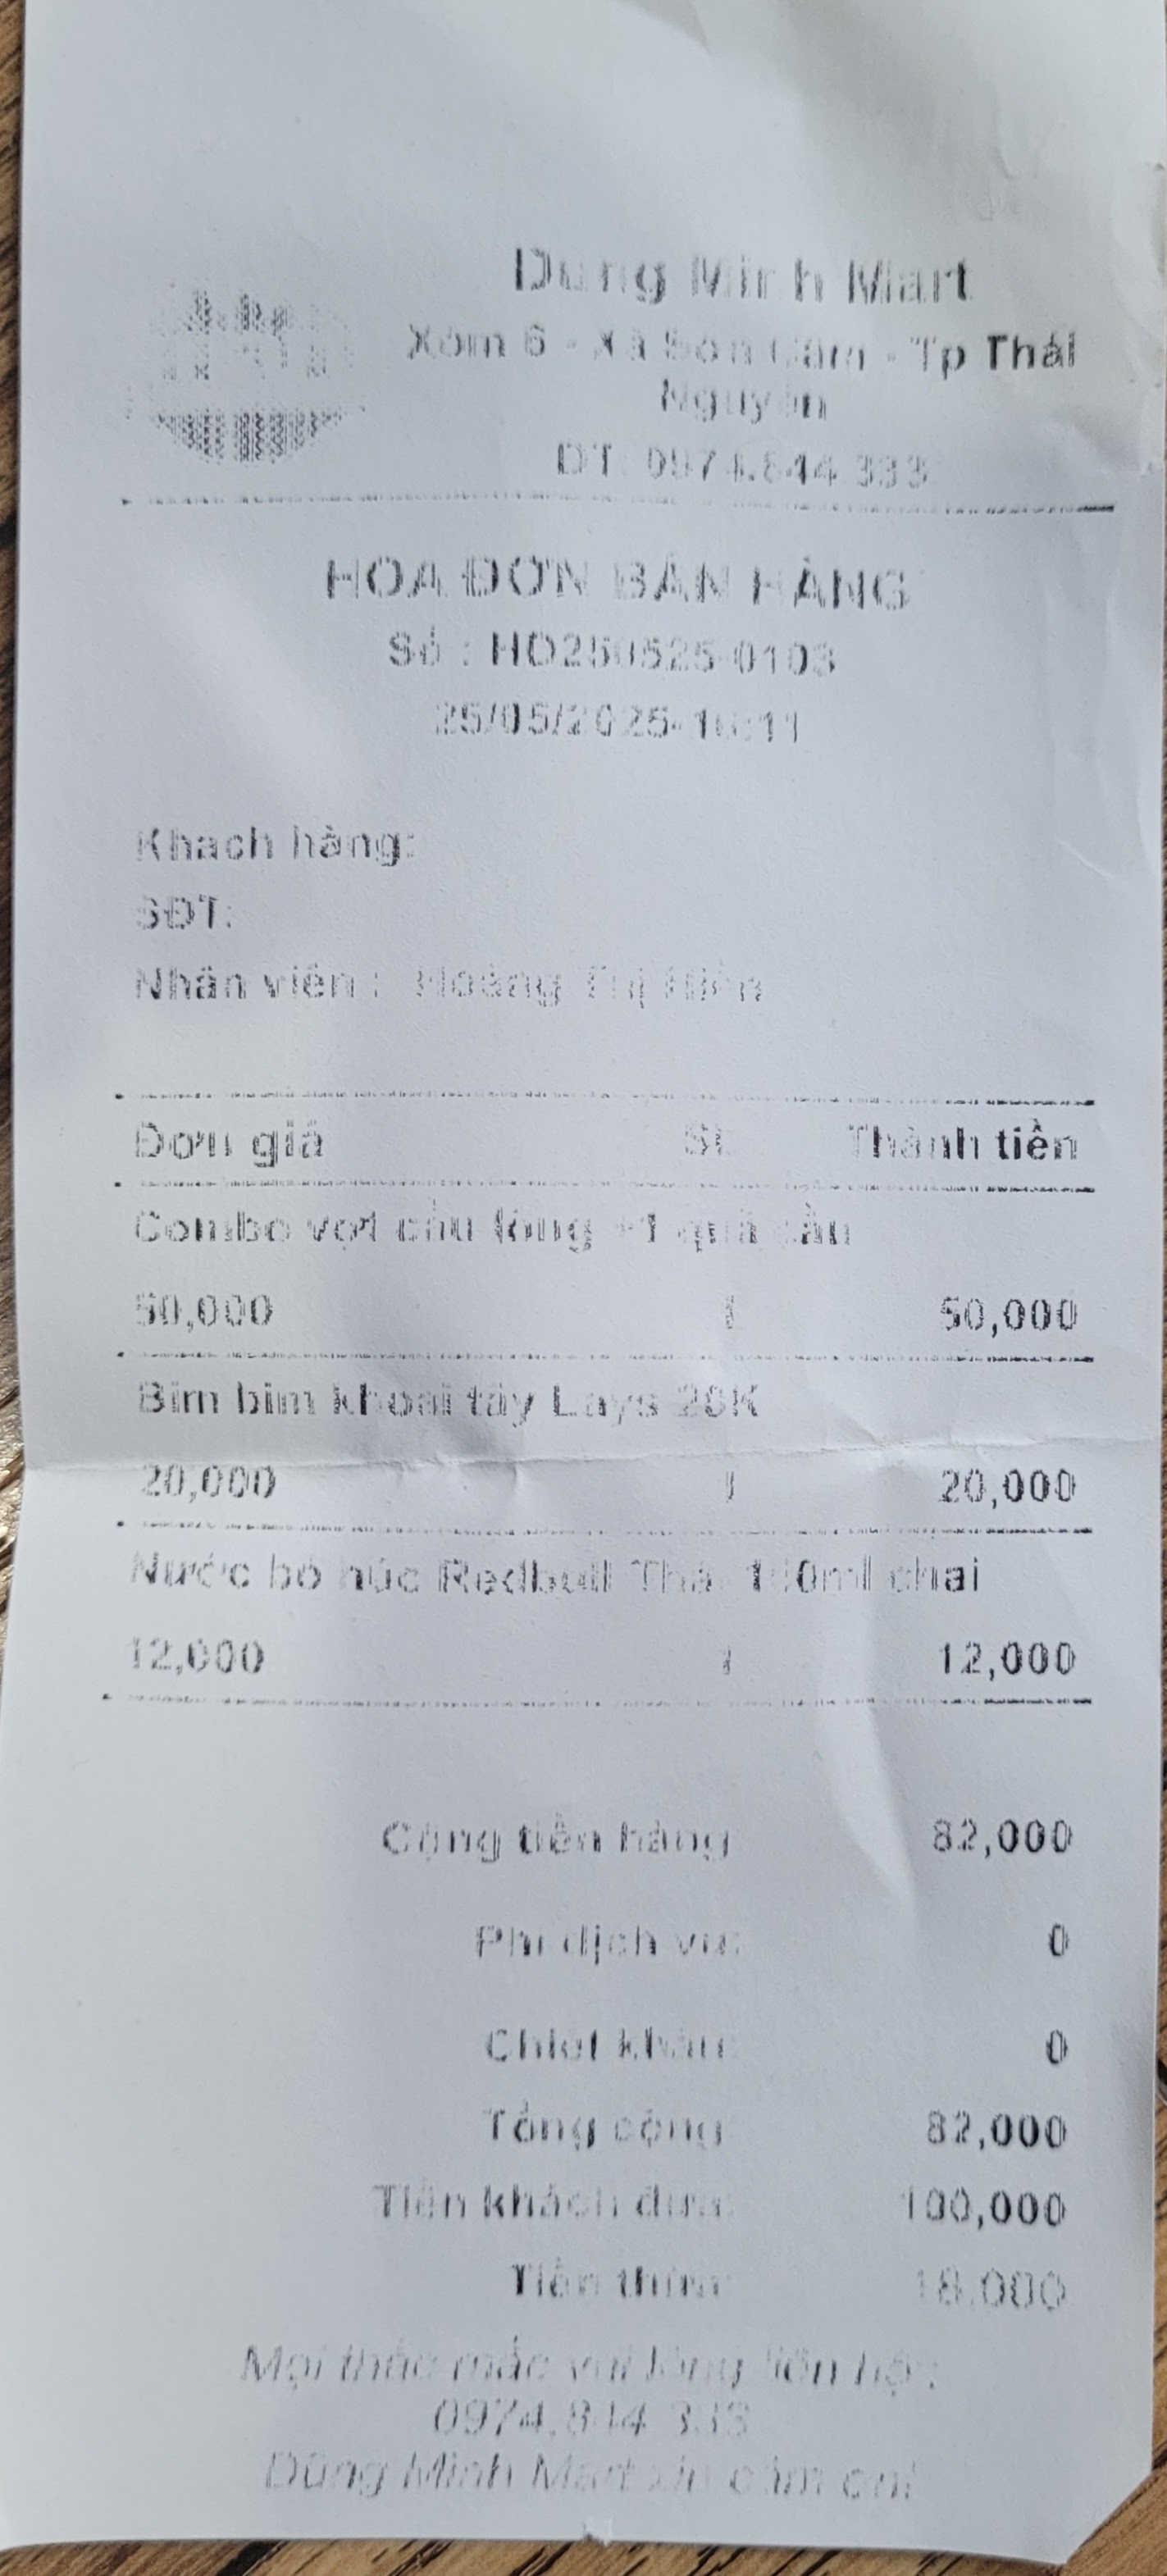 Dũng Minh Mart
Xóm 6 - Xã Sơn Cẩm - Tp Thái
Nguyên
DT: 0974.844.333
HÓA ĐƠN BÁN HÀNG
Số : HD250525-0103
25/05/2025-16:11
Khách hàng:
SĐT:
Nhân viên : Hoàng Thị Hiền
Đơn giá SL Thành tiền
Combo vợt cầu lông +1 quả cầu
50,000 1 50,000
Bim bim khoai tây Lays 20K
20,000 1 20,000
Nước bò húc Redbull Thái chai
12,000 1 12,000
Cộng tiền hàng 82,000
Phí dịch vụ: 0
Chiết khấu: 0
Tổng cộng: 82,000
Tiền khách đưa: 100,000
Tiền thừa: 18,000
Mọi thắc mắc vui lòng liên hệ :
0974.844.333
Dũng Minh Mart xin cảm ơn!